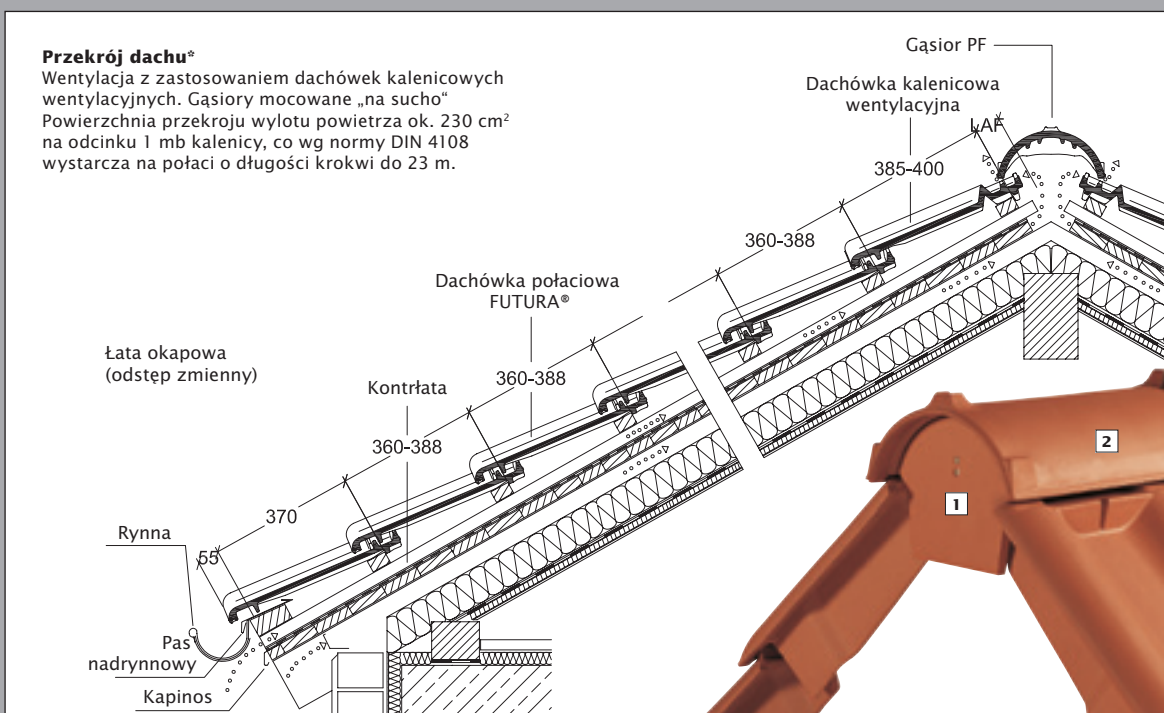 Przekrój dachu*
Wentylacja z zastosowaniem dachówek kalenicowych
wentylacyjnych. Gąsiory mocowane „na sucho“
Powierzchnia przekroju wylotu powietrza ok. 230 cm²
na odcinku 1 mb kalenicy, co wg normy DIN 4108
wystarcza na połaci o długości krokwi do 23 m.
Gąsior PF
Dachówka kalenicowa
wentylacyjna
LAF
385-400
360-388
Dachówka połaciowa
FUTURA®
Łata okapowa
(odstęp zmienny)
360-388
Kontrłata
360-388
370
Rynna
55
Pas
nadrynnowy
Kapinos
2
1